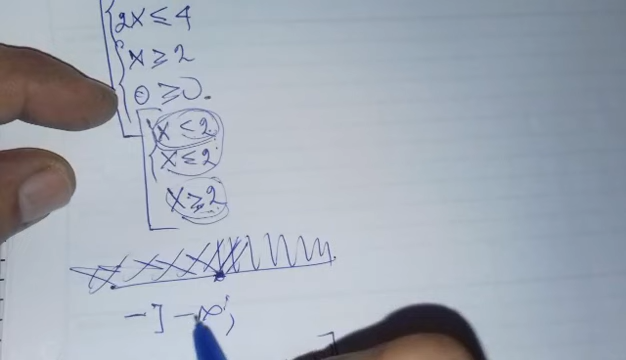 2x ≤ 4
x ≥ 2
0 ≥ 0.
x < 2
x ≤ 2
x ≥ 2
-] -∞;
]